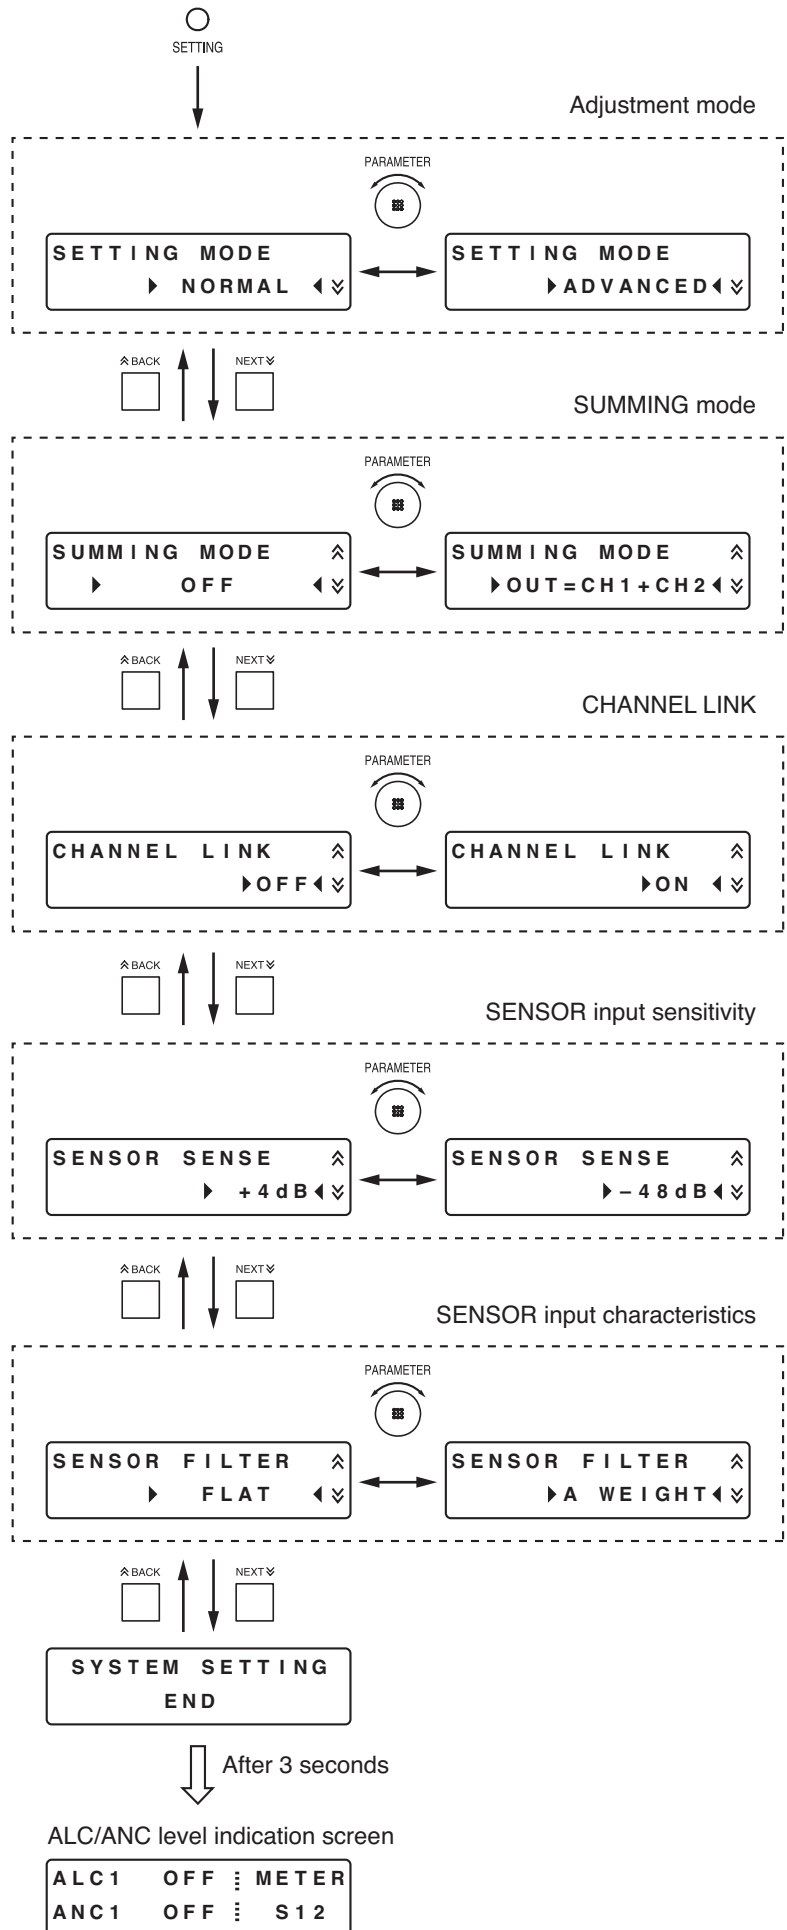 SETTING
Adjustment mode
PARAMETER
SETTING MODE SETTING MODE
NORMAL ADVANCED
BACK NEXT
SUMMING mode
PARAMETER
SUMMING MODE SUMMING MODE
OFF OUT=CH1+CH2
BACK NEXT
CHANNEL LINK
PARAMETER
CHANNEL LINK CHANNEL LINK
OFF ON
BACK NEXT
SENSOR input sensitivity
PARAMETER
SENSOR SENSE SENSOR SENSE
+4dB –48dB
BACK NEXT
SENSOR input characteristics
PARAMETER
SENSOR FILTER SENSOR FILTER
FLAT A WEIGHT
BACK NEXT
SYSTEM SETTING
END
After 3 seconds
ALC/ANC level indication screen
ALC1 OFF METER
ANC1 OFF S12